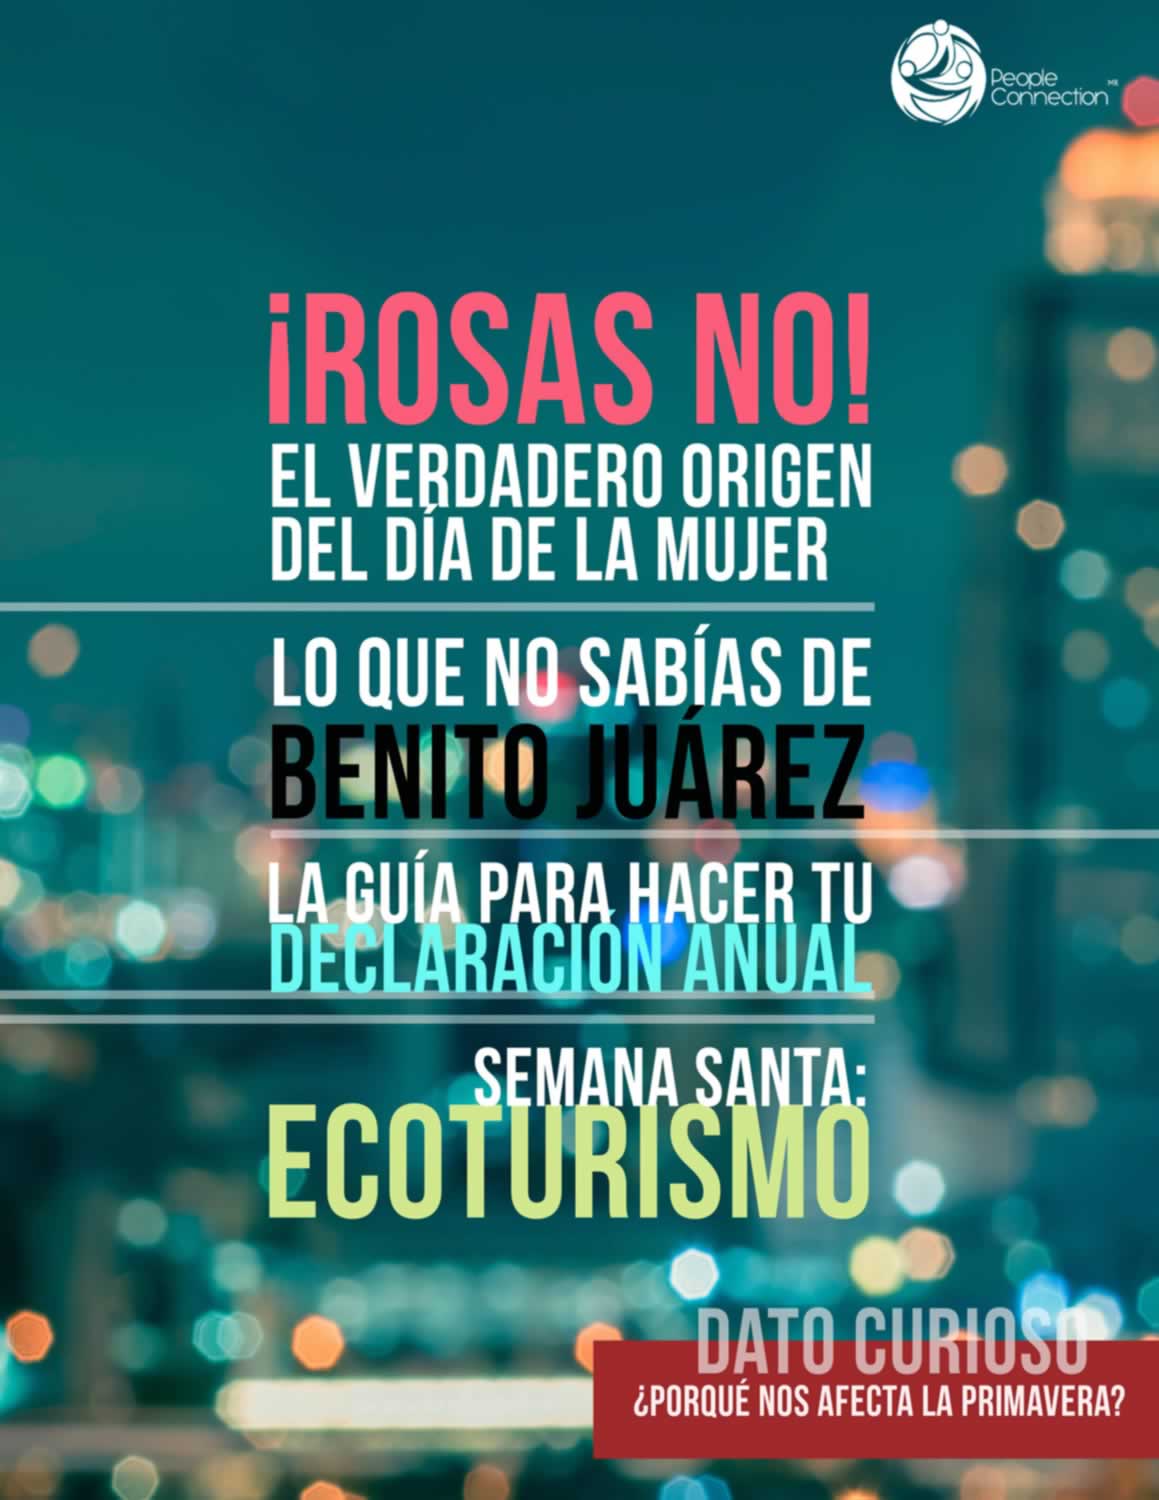 People
Connection MR
¡ROSAS NO!
EL VERDADERO ORIGEN
DEL DÍA DE LA MUJER
LO QUE NO SABÍAS DE
BENITO JUÁREZ
LA GUÍA PARA HACER TU
DECLARACIÓN ANUAL
SEMANA SANTA:
ECOTURISMO
DATO CURIOSO
¿PORQUÉ NOS AFECTA LA PRIMAVERA?